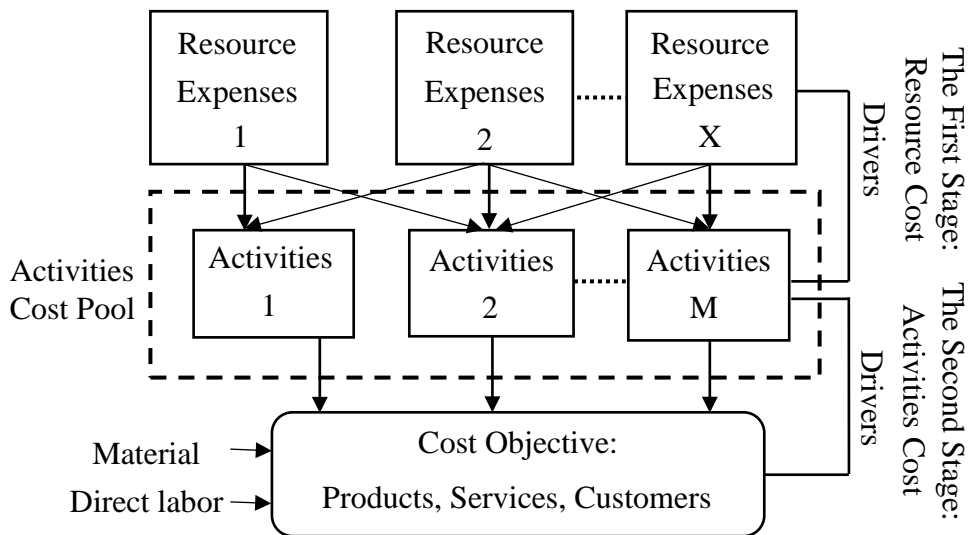 Resource
Expenses
1
Resource
Expenses
2
Resource
Expenses
X
The First Stage:
Resource Cost
Drivers
Activities
Cost Pool
Activities
1
Activities
2
Activities
M
The Second Stage:
Activities Cost
Drivers
Material
Direct labor
Cost Objective:
Products, Services, Customers